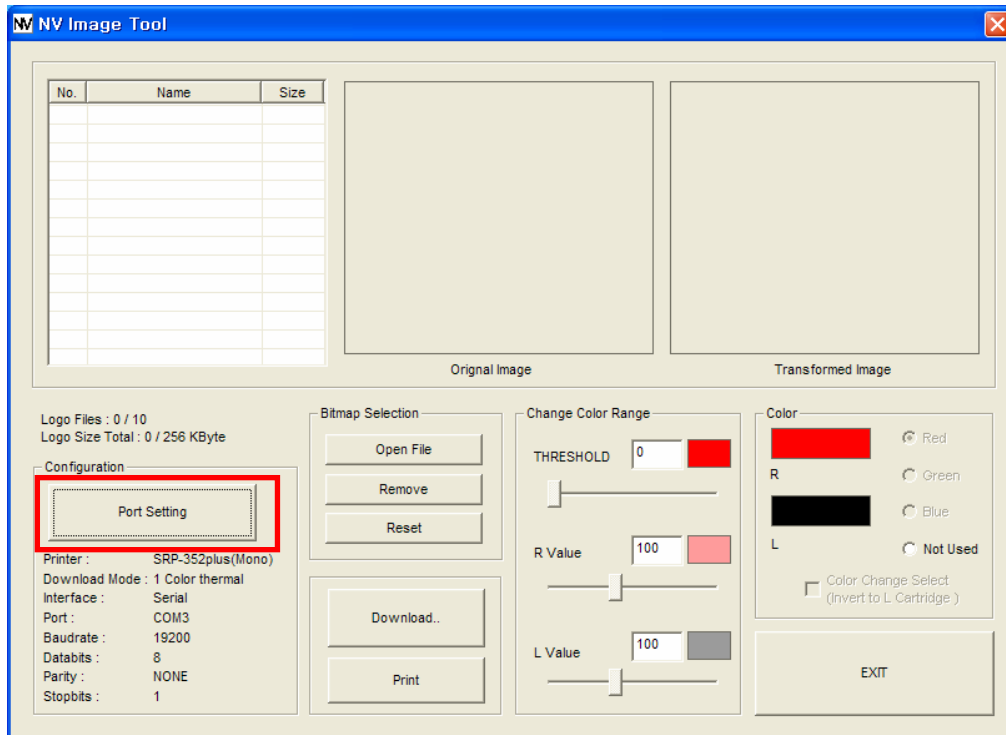 NV NV Image Tool
No. Name Size
Orignal Image
Transformed Image
Logo Files : 0 / 10
Logo Size Total : 0 / 256 KByte
Configuration
Port Setting
Printer : SRP-352plus(Mono)
Download Mode : 1 Color thermal
Interface : Serial
Port : COM3
Baudrate : 19200
Databits : 8
Parity : NONE
Stopbits : 1
Bitmap Selection
Open File
Remove
Reset
Download..
Print
Change Color Range
THRESHOLD 0
R Value 100
L Value 100
Color
R
L
Red
Green
Blue
Not Used
Color Change Select
(Invert to L Cartridge )
EXIT